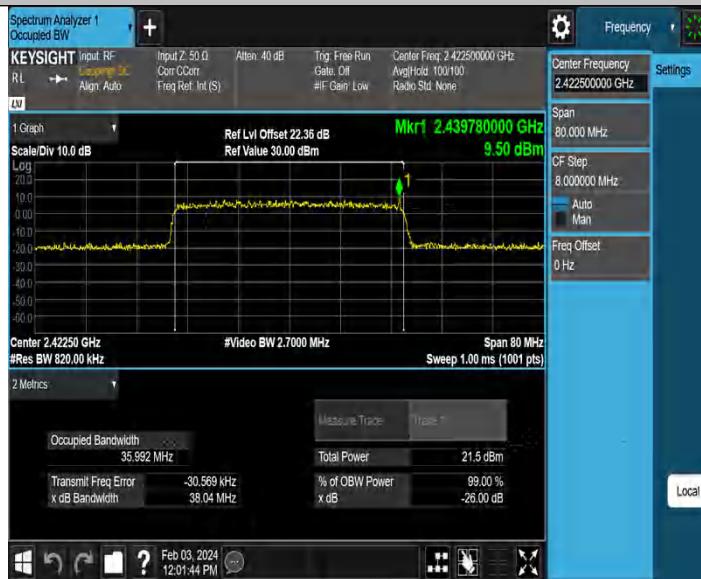 Spectrum Analyzer 1
Occupied BW
+
Frequency
KEYSIGHT
Input: RF
Coupling: DC
Align: Auto
RL
Input Z: 50 Ω
Corr CCorr
Freq Ref: Int (S)
Atten: 40 dB
Trig: Free Run
Gate: Off
#IF Gain: Low
Center Freq: 2.422500000 GHz
Avg|Hold: 100/100
Radio Std: None
LXI
Center Frequency
2.422500000 GHz
Settings
Span
80.000 MHz
CF Step
8.000000 MHz
Auto
Man
Freq Offset
0 Hz
1 Graph
Scale/Div 10.0 dB
Ref Lvl Offset 22.36 dB
Ref Value 30.00 dBm
Mkr1 2.439780000 GHz
9.50 dBm
Log
20.0
10.0
0.00
-10.0
-20.0
-30.0
-40.0
-50.0
-60.0
1
Center 2.42250 GHz
#Res BW 820.00 kHz
#Video BW 2.7000 MHz
Span 80 MHz
Sweep 1.00 ms (1001 pts)
2 Metrics
Measure Trace
Trace 1
Occupied Bandwidth
35.992 MHz
Total Power
21.5 dBm
Transmit Freq Error
-30.569 kHz
% of OBW Power
99.00 %
x dB Bandwidth
38.04 MHz
x dB
-26.00 dB
Local
?
Feb 03, 2024
12:01:44 PM